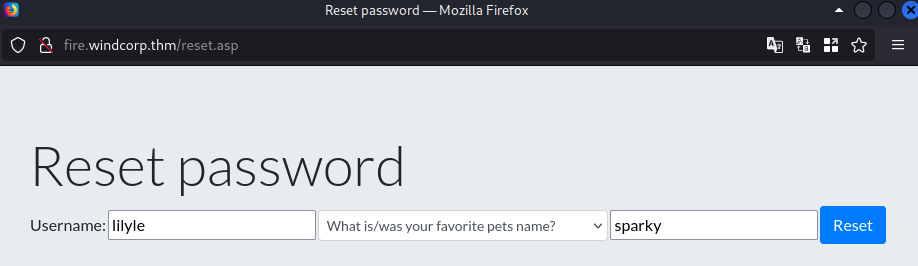 Reset password — Mozilla Firefox
fire.windcorp.thm/reset.asp
Reset password
Username: lilyle What is/was your favorite pets name? sparky Reset